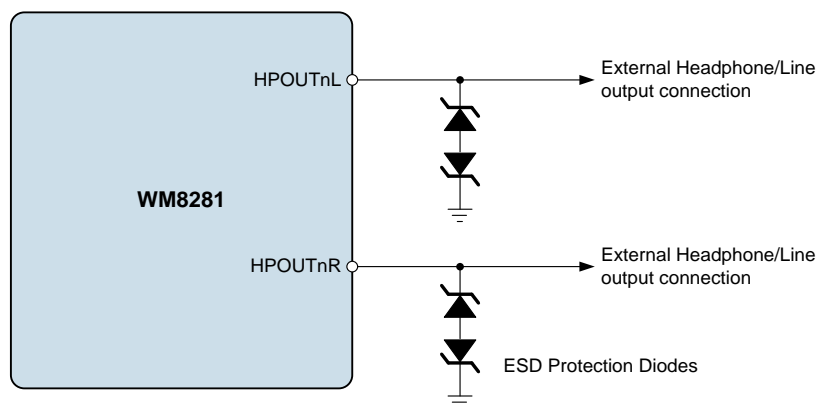 HPOUTnL
External Headphone/Line
output connection
WM8281
HPOUTnR
External Headphone/Line
output connection
ESD Protection Diodes